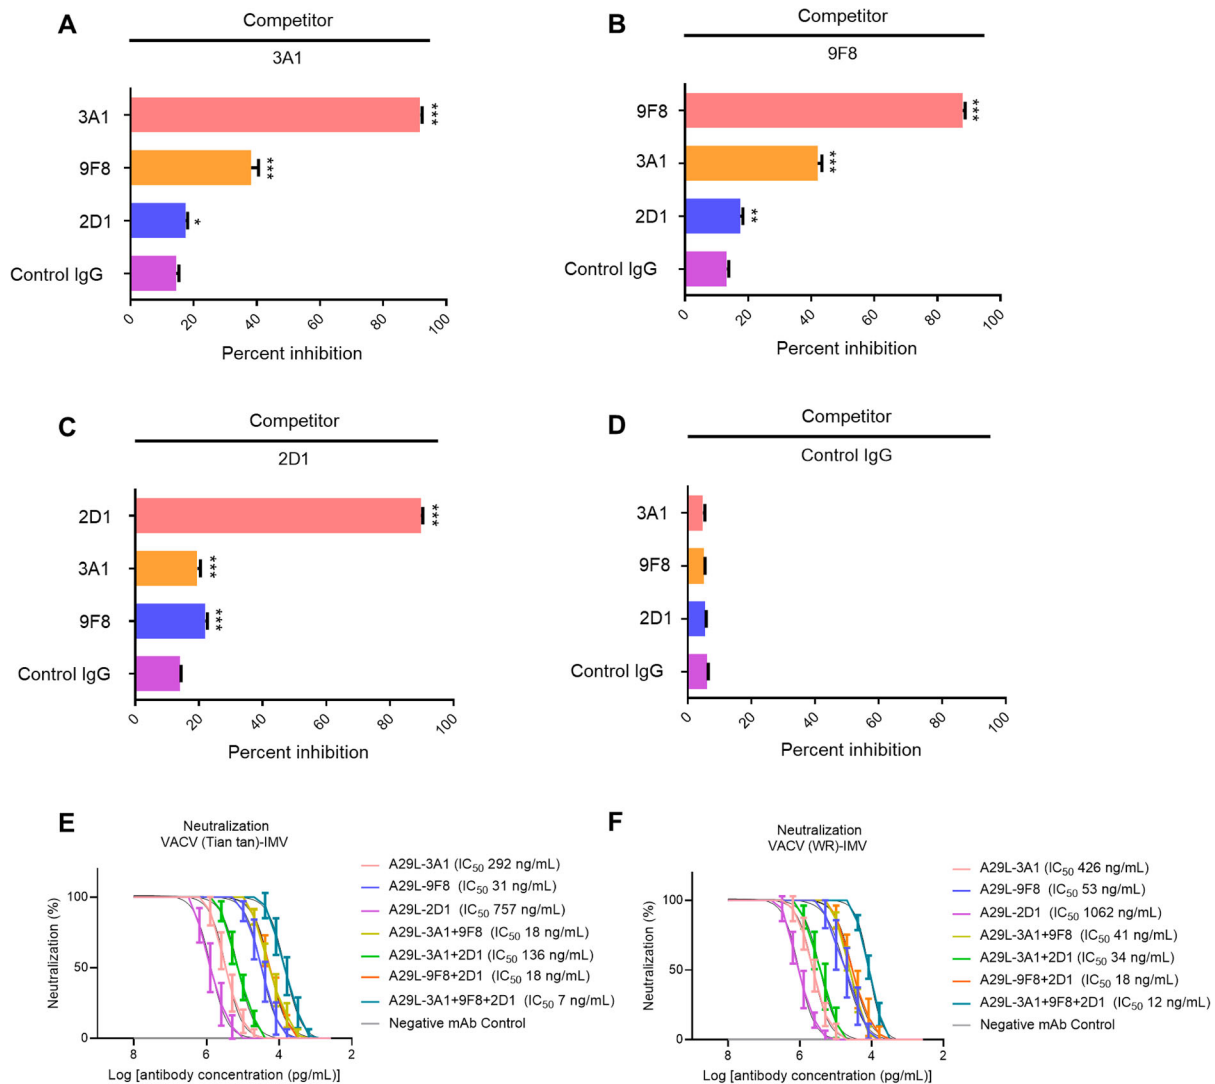 A
Competitor
3A1
3A1
***
9F8
***
2D1
*
Control IgG
0 20 40 60 80 100
Percent inhibition
B
Competitor
9F8
9F8
***
3A1
***
2D1
**
Control IgG
0 20 40 60 80 100
Percent inhibition
C
Competitor
2D1
2D1
***
3A1
***
9F8
***
Control IgG
0 20 40 60 80 100
Percent inhibition
D
Competitor
Control IgG
3A1
9F8
2D1
Control IgG
0 20 40 60 80 100
Percent inhibition
E
Neutralization
VACV (Tian tan)-IMV
Neutralization (%)
100
50
0
8 6 4 2
Log [antibody concentration (pg/mL)]
A29L-3A1 (IC50 292 ng/mL)
A29L-9F8 (IC50 31 ng/mL)
A29L-2D1 (IC50 757 ng/mL)
A29L-3A1+9F8 (IC50 18 ng/mL)
A29L-3A1+2D1 (IC50 136 ng/mL)
A29L-9F8+2D1 (IC50 18 ng/mL)
A29L-3A1+9F8+2D1 (IC50 7 ng/mL)
Negative mAb Control
F
Neutralization
VACV (WR)-IMV
Neutralization (%)
100
50
0
8 6 4 2
Log [antibody concentration (pg/mL)]
A29L-3A1 (IC50 426 ng/mL)
A29L-9F8 (IC50 53 ng/mL)
A29L-2D1 (IC50 1062 ng/mL)
A29L-3A1+9F8 (IC50 41 ng/mL)
A29L-3A1+2D1 (IC50 34 ng/mL)
A29L-9F8+2D1 (IC50 18 ng/mL)
A29L-3A1+9F8+2D1 (IC50 12 ng/mL)
Negative mAb Control